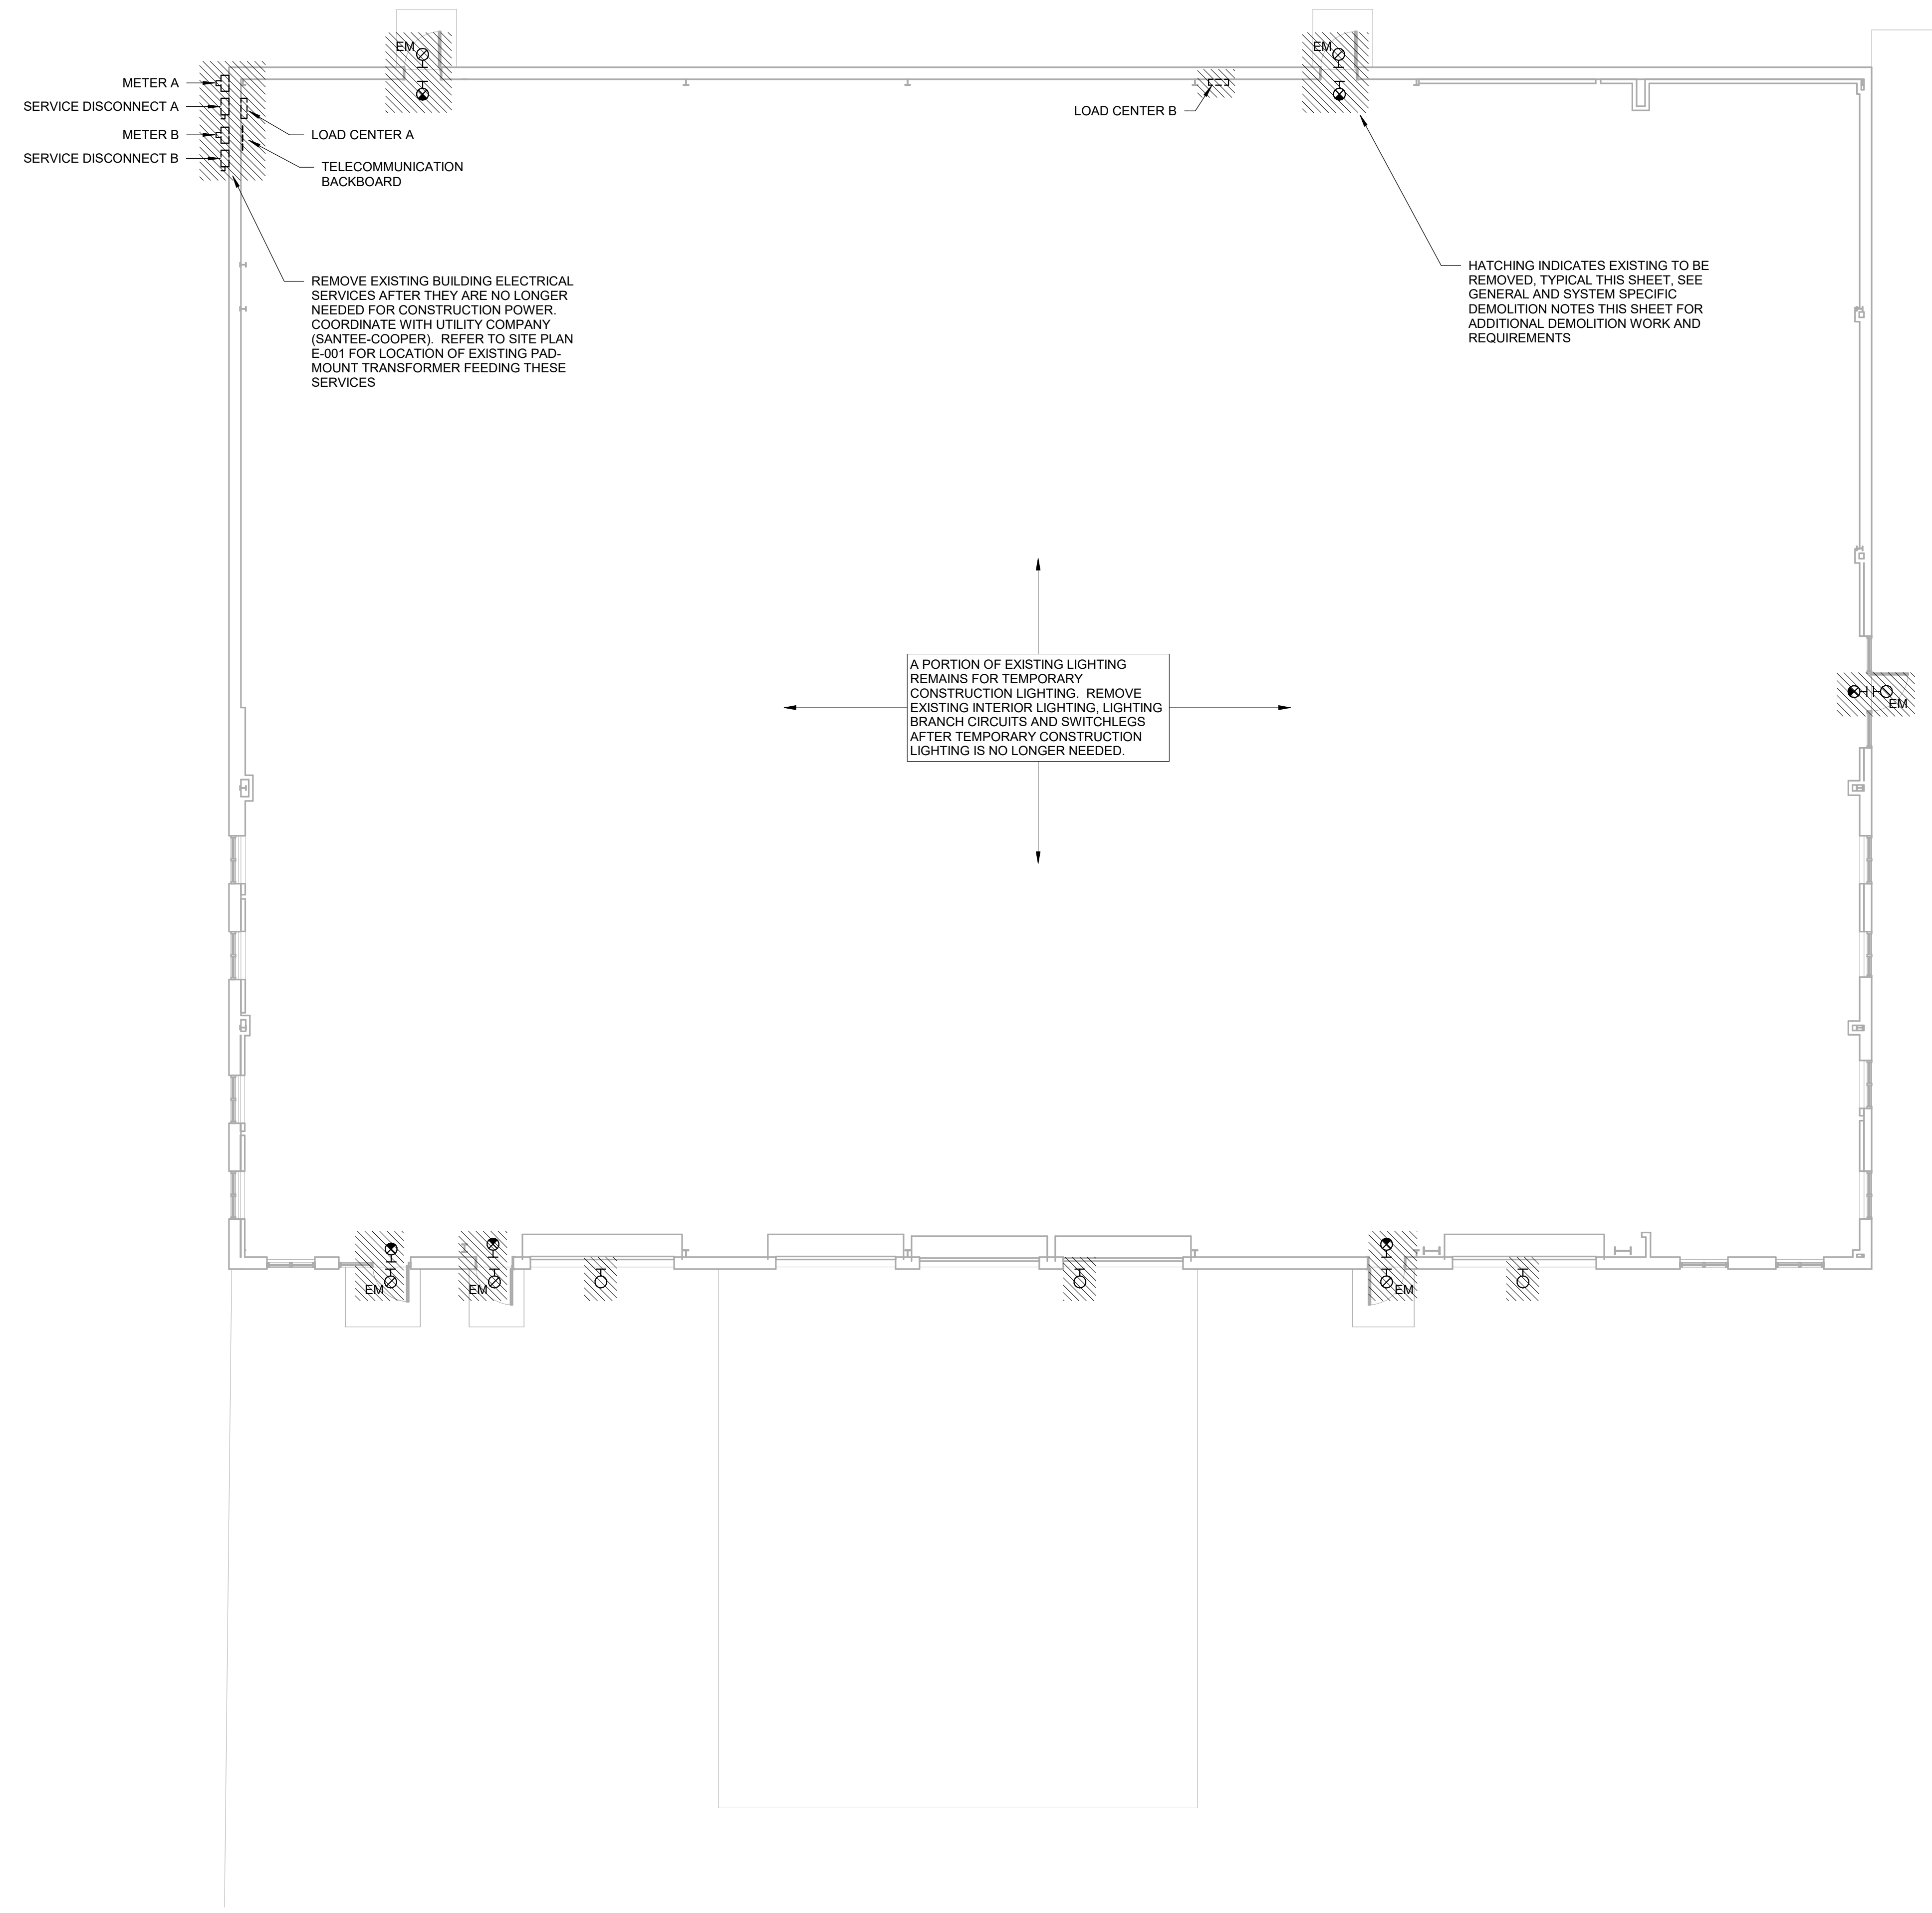 EM
EM
METER A
SERVICE DISCONNECT A
METER B
SERVICE DISCONNECT B
LOAD CENTER A
TELECOMMUNICATION
BACKBOARD
LOAD CENTER B
REMOVE EXISTING BUILDING ELECTRICAL
SERVICES AFTER THEY ARE NO LONGER
NEEDED FOR CONSTRUCTION POWER.
COORDINATE WITH UTILITY COMPANY
(SANTEE-COOPER). REFER TO SITE PLAN
E-001 FOR LOCATION OF EXISTING PAD-
MOUNT TRANSFORMER FEEDING THESE
SERVICES
HATCHING INDICATES EXISTING TO BE
REMOVED, TYPICAL THIS SHEET, SEE
GENERAL AND SYSTEM SPECIFIC
DEMOLITION NOTES THIS SHEET FOR
ADDITIONAL DEMOLITION WORK AND
REQUIREMENTS
A PORTION OF EXISTING LIGHTING
REMAINS FOR TEMPORARY
CONSTRUCTION LIGHTING. REMOVE
EXISTING INTERIOR LIGHTING, LIGHTING
BRANCH CIRCUITS AND SWITCHLEGS
AFTER TEMPORARY CONSTRUCTION
LIGHTING IS NO LONGER NEEDED.
EM
EM
EM
EM